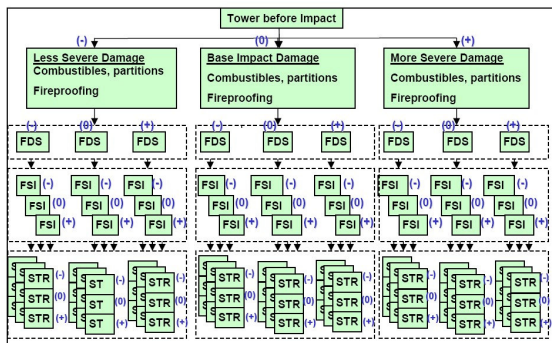 Tower before Impact
(-) (0) (+)
Less Severe Damage
Combustibles, partitions
Fireproofing
Base Impact Damage
Combustibles, partitions
Fireproofing
More Severe Damage
Combustibles, partitions
Fireproofing
(-) (0) (+) (-) (0) (+) (-) (0) (+)
FDS FDS FDS FDS FDS FDS FDS FDS FDS
FSI (-) FSI (-) FSI (-) FSI (-) FSI (-) FSI (-) FSI (-) FSI (-) FSI (-)
FSI (0) FSI (0) FSI (0) FSI (0) FSI (0) FSI (0) FSI (0) FSI (0) FSI (0)
FSI (+) FSI (+) FSI (+) FSI (+) FSI (+) FSI (+) FSI (+) FSI (+) FSI (+)
STR (-) ST (-) STR (-) STR (-) STR (-) STR (-) STR (-) STR (-) STR (-)
STR (0) ST (0) STR (0) STR (0) STR (0) STR (0) STR (0) STR (0) STR (0)
STR (+) ST (+) STR (+) STR (+) STR (+) STR (+) STR (+) STR (+) STR (+)